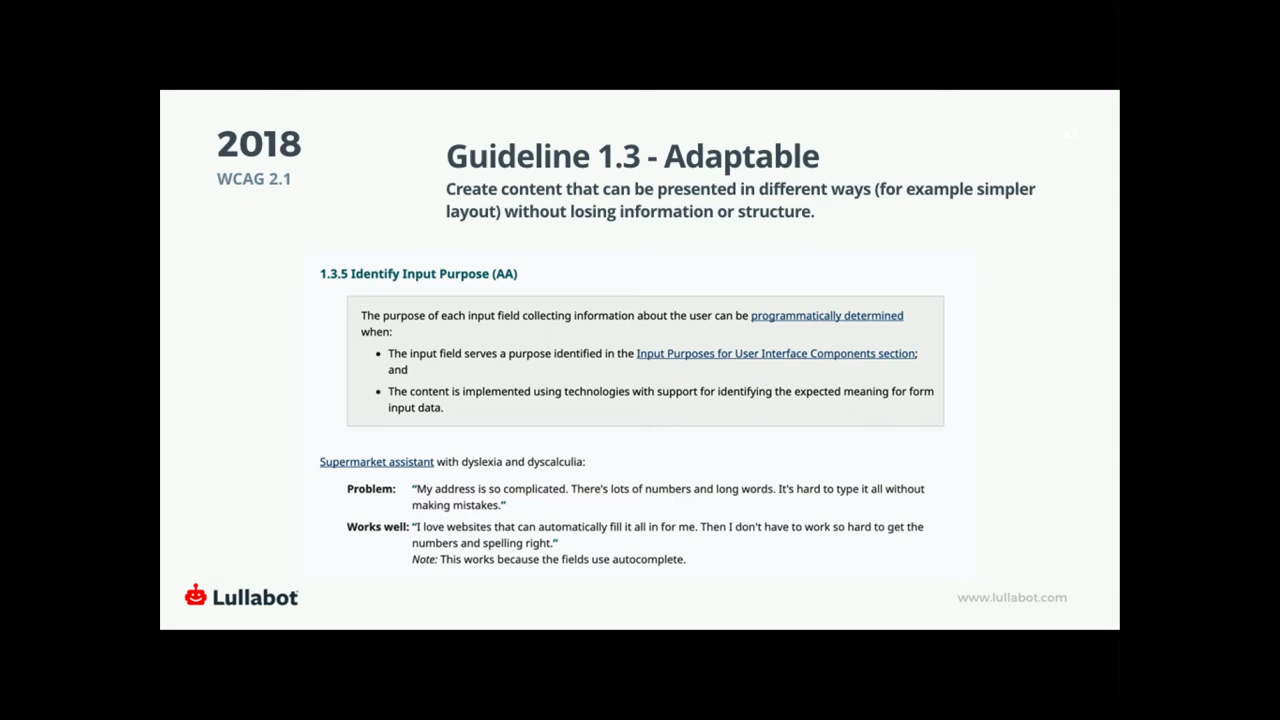 2018
WCAG 2.1
Guideline 1.3 - Adaptable
Create content that can be presented in different ways (for example simpler
layout) without losing information or structure.
1.3.5 Identify Input Purpose (AA)
The purpose of each input field collecting information about the user can be programmatically determined
when:
• The input field serves a purpose identified in the Input Purposes for User Interface Components section;
and
• The content is implemented using technologies with support for identifying the expected meaning for form
input data.
Supermarket assistant with dyslexia and dyscalculia:
Problem: “My address is so complicated. There's lots of numbers and long words. It's hard to type it all without
making mistakes.”
Works well: “I love websites that can automatically fill it all in for me. Then I don't have to work so hard to get the
numbers and spelling right.”
Note: This works because the fields use autocomplete.
Lullabot
www.lullabot.com